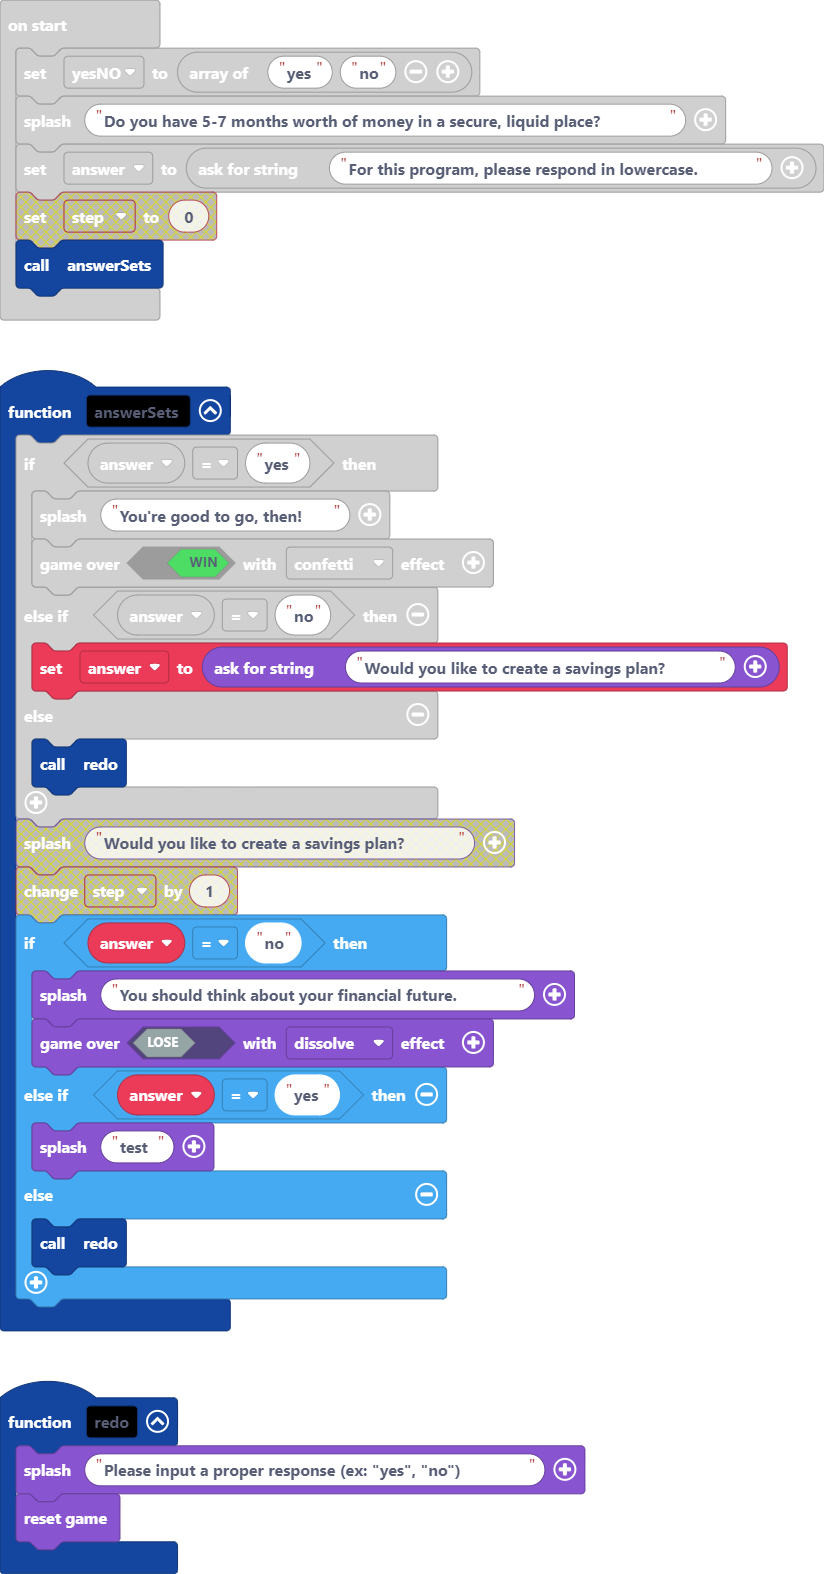 on start
set yesNO to array of "yes" "no"
splash "Do you have 5-7 months worth of money in a secure, liquid place?"
set answer to ask for string "For this program, please respond in lowercase."
set step to 0
call answerSets
function answerSets
if answer = "yes" then
splash "You're good to go, then!"
game over WIN with confetti effect
else if answer = "no" then
set answer to ask for string "Would you like to create a savings plan?"
else
call redo
splash "Would you like to create a savings plan?"
change step by 1
if answer = "no" then
splash "You should think about your financial future."
game over LOSE with dissolve effect
else if answer = "yes" then
splash "test"
else
call redo
function redo
splash "Please input a proper response (ex: "yes", "no")"
reset game